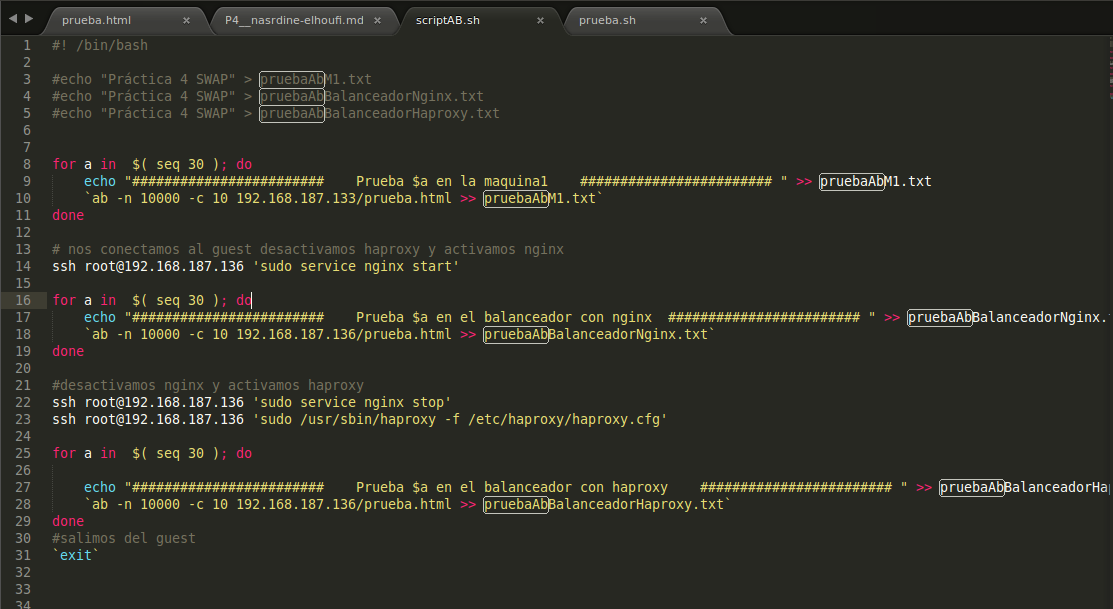 prueba.html × P4__nasrdine-elhoufi.md × scriptAB.sh × prueba.sh ×
1 #! /bin/bash
2
3 #echo "Práctica 4 SWAP" > pruebaAbM1.txt
4 #echo "Práctica 4 SWAP" > pruebaAbBalanceadorNginx.txt
5 #echo "Práctica 4 SWAP" > pruebaAbBalanceadorHaproxy.txt
6
7
8 for a in  $( seq 30 ); do
9     echo "########################    Prueba $a en la maquina1    ######################## " >> pruebaAbM1.txt
10     `ab -n 10000 -c 10 192.168.187.133/prueba.html >> pruebaAbM1.txt`
11 done
12
13 # nos conectamos al guest desactivamos haproxy y activamos nginx
14 ssh root@192.168.187.136 'sudo service nginx start'
15
16 for a in  $( seq 30 ); do
17     echo "########################    Prueba $a en el balanceador con nginx  ######################## " >> pruebaAbBalanceadorNginx.
18     `ab -n 10000 -c 10 192.168.187.136/prueba.html >> pruebaAbBalanceadorNginx.txt`
19 done
20
21 #desactivamos nginx y activamos haproxy
22 ssh root@192.168.187.136 'sudo service nginx stop'
23 ssh root@192.168.187.136 'sudo /usr/sbin/haproxy -f /etc/haproxy/haproxy.cfg'
24
25 for a in  $( seq 30 ); do
26
27     echo "########################    Prueba $a en el balanceador con haproxy    ######################## " >> pruebaAbBalanceadorHa
28     `ab -n 10000 -c 10 192.168.187.136/prueba.html >> pruebaAbBalanceadorHaproxy.txt`
29 done
30 #salimos del guest
31 `exit`
32
33
34